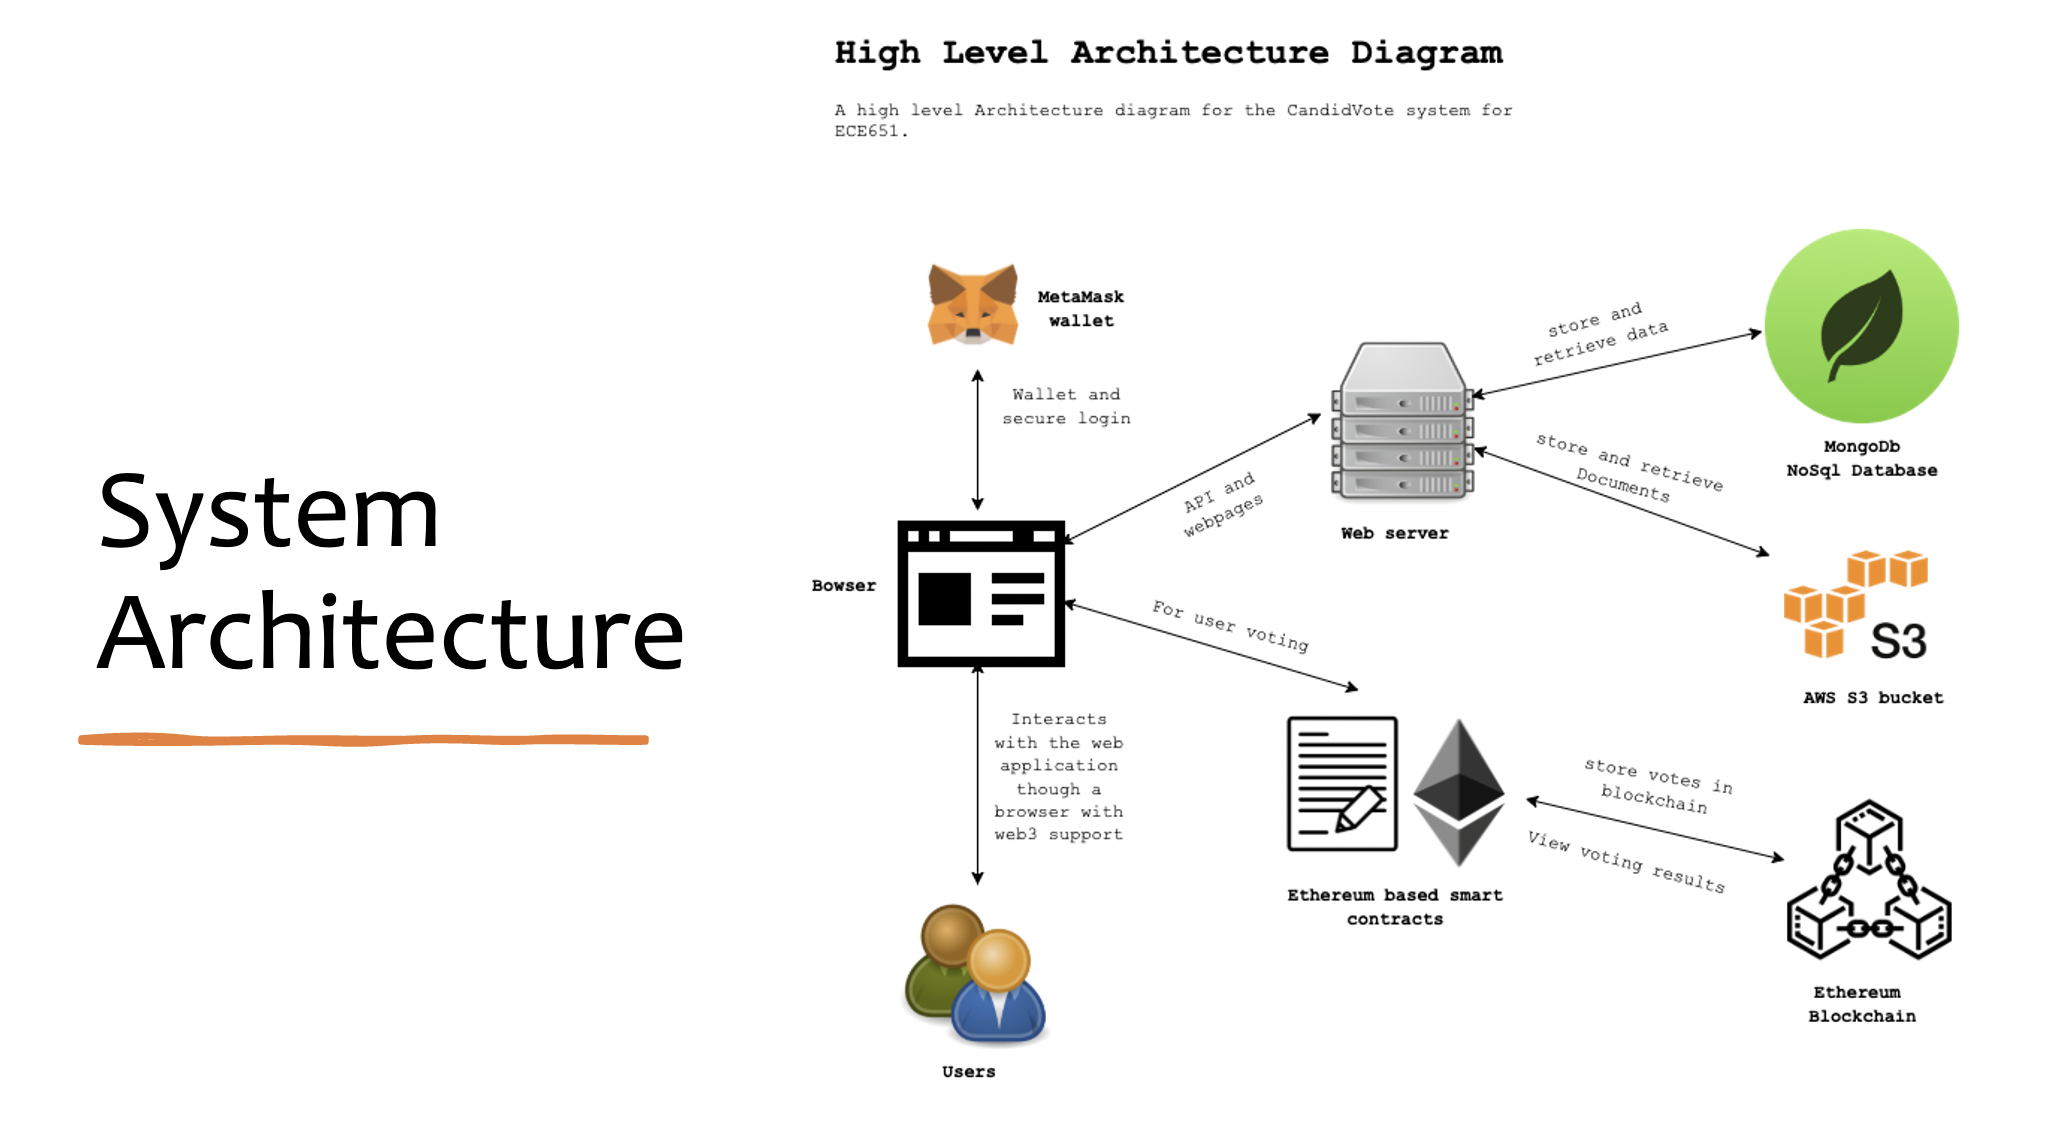 System
Architecture
High Level Architecture Diagram
A high level Architecture diagram for the CandidVote system for
ECE651.
MetaMask
wallet
Wallet and
secure login
Bowser
API and
webpages
Web server
store and
retrieve data
MongoDb
NoSql Database
store and retrieve
Documents
S3
AWS S3 bucket
For user voting
Interacts
with the web
application
though a
browser with
web3 support
Users
Ethereum based smart
contracts
store votes in
blockchain
View voting results
Ethereum
Blockchain